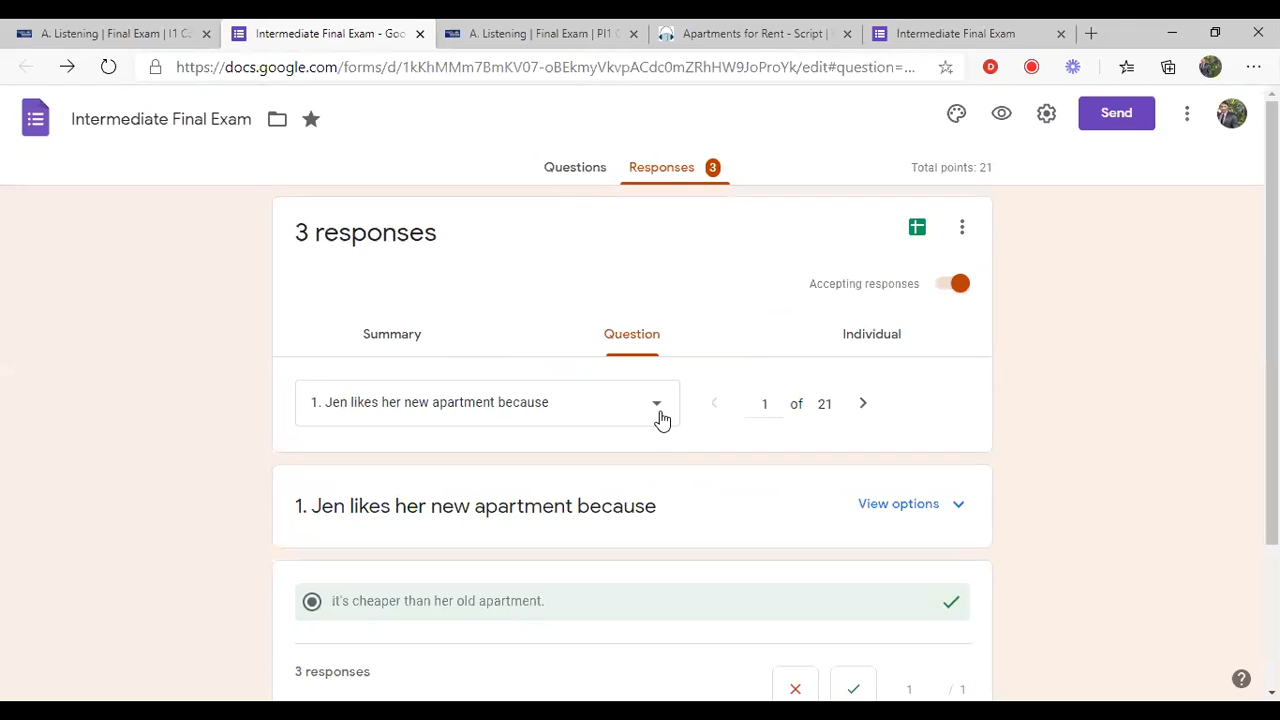 A. Listening | Final Exam | I1 C
Intermediate Final Exam - Goo
A. Listening | Final Exam | PI1 C
Apartments for Rent - Script |
Intermediate Final Exam
https://docs.google.com/forms/d/1kKhMMm7BmKV07-oBEkmyVkvpACdc0mZRhHW9JoProYk/edit#question=...
Intermediate Final Exam
Send
Questions
Responses 3
Total points: 21
3 responses
Accepting responses
Summary
Question
Individual
1. Jen likes her new apartment because
1 of 21
1. Jen likes her new apartment because
View options
it's cheaper than her old apartment.
3 responses
1 / 1